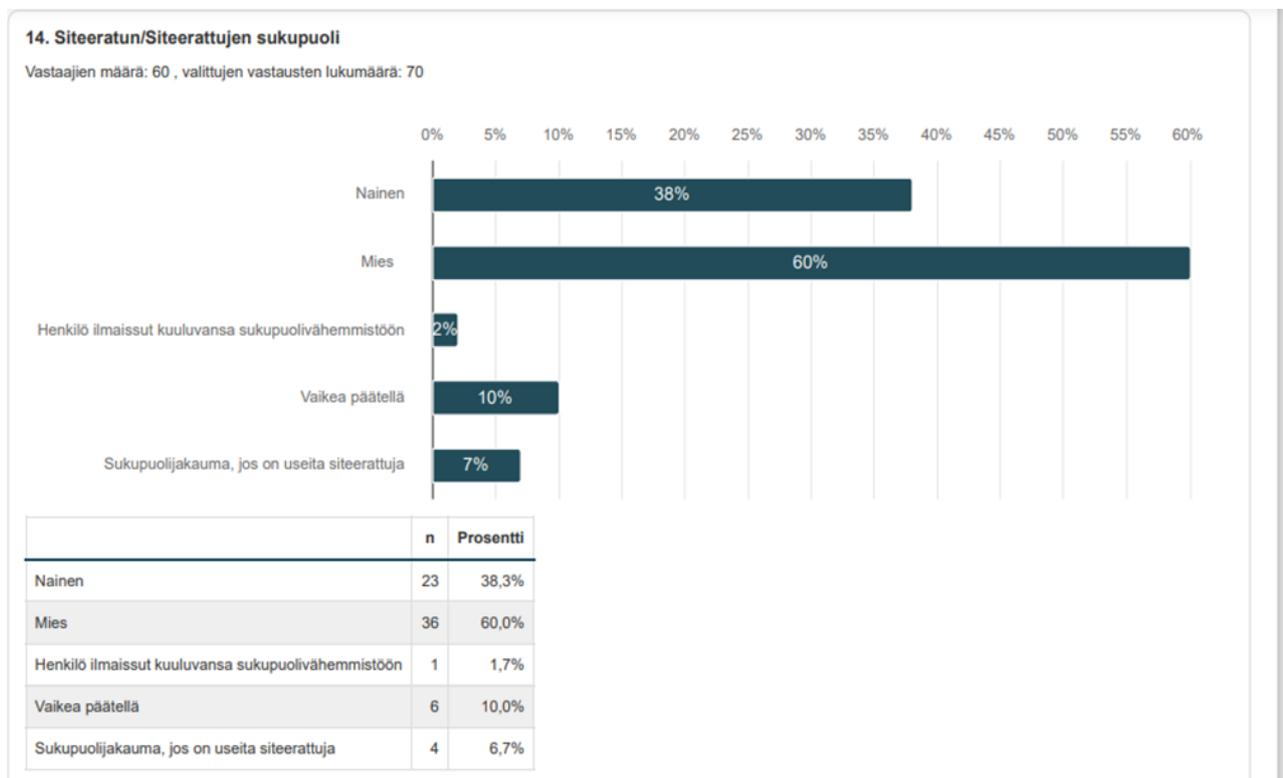 14. Siteeratun/Siteerattujen sukupuoli
Vastaajien määrä: 60 , valittujen vastausten lukumäärä: 70
0% 5% 10% 15% 20% 25% 30% 35% 40% 45% 50% 55% 60%
Nainen 38%
Mies 60%
Henkilö ilmaissut kuuluvansa sukupuolivähemmistöön 2%
Vaikea päätellä 10%
Sukupuolijakauma, jos on useita siteerattuja 7%
n Prosentti
Nainen 23 38,3%
Mies 36 60,0%
Henkilö ilmaissut kuuluvansa sukupuolivähemmistöön 1 1,7%
Vaikea päätellä 6 10,0%
Sukupuolijakauma, jos on useita siteerattuja 4 6,7%